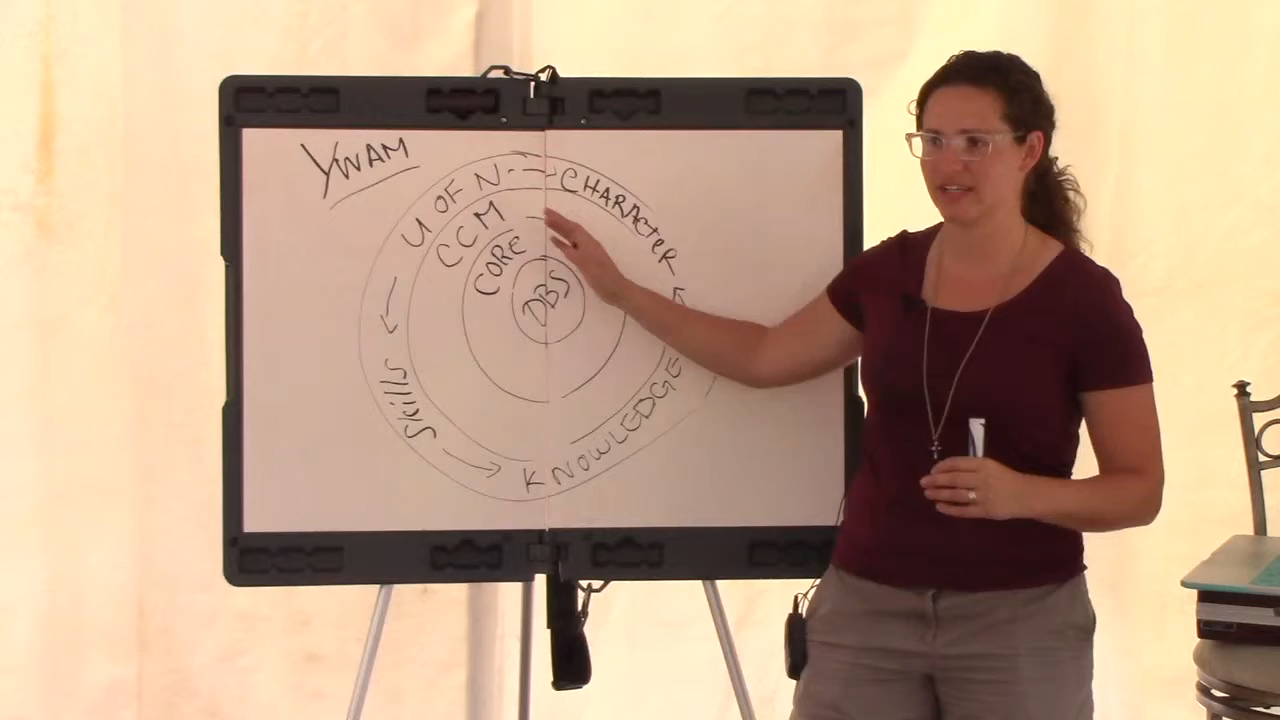 YWAM
U OF N
CHARACTER
CCM
CORE
DBS
Skills
KNOWLEDGE